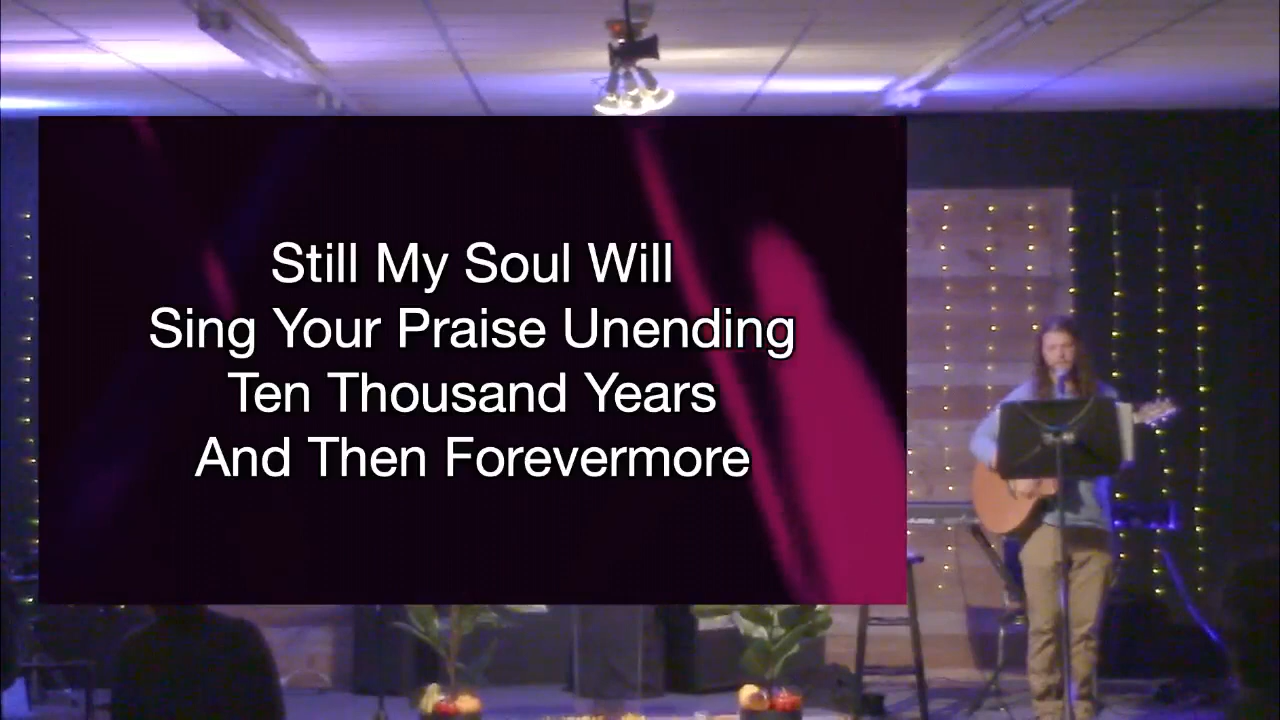 Still My Soul Will
Sing Your Praise Unending
Ten Thousand Years
And Then Forevermore